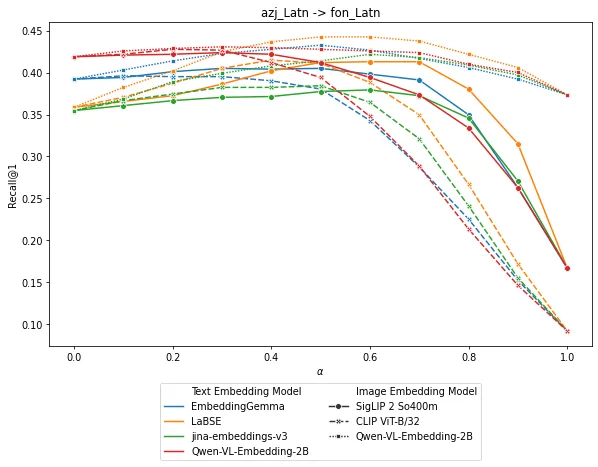 azj_Latn -> fon_Latn
Recall@1
0.45
0.40
0.35
0.30
0.25
0.20
0.15
0.10
0.0 0.2 0.4 0.6 0.8 1.0
α
Text Embedding Model
EmbeddingGemma
LaBSE
jina-embeddings-v3
Qwen-VL-Embedding-2B
Image Embedding Model
SigLIP 2 So400m
CLIP ViT-B/32
Qwen-VL-Embedding-2B